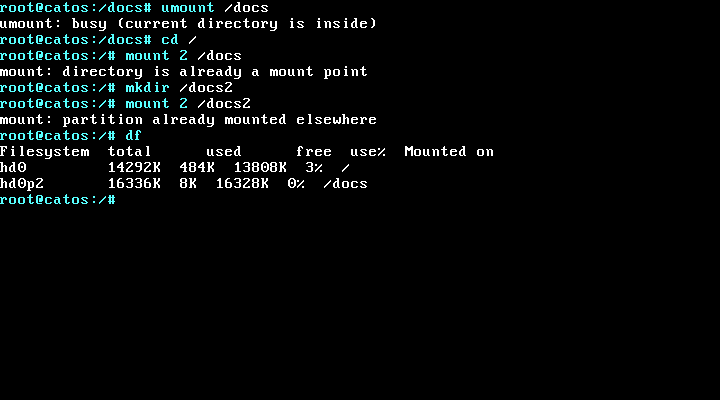 root@catos:/docs# umount /docs
umount: busy (current directory is inside)
root@catos:/docs# cd /
root@catos:/# mount 2 /docs
mount: directory is already a mount point
root@catos:/# mkdir /docs2
root@catos:/# mount 2 /docs2
mount: partition already mounted elsewhere
root@catos:/# df
Filesystem  total      used      free  use%  Mounted on
hd0         14292K  484K  13808K  3%  /
hd0p2       16336K  8K  16328K  0%  /docs
root@catos:/#